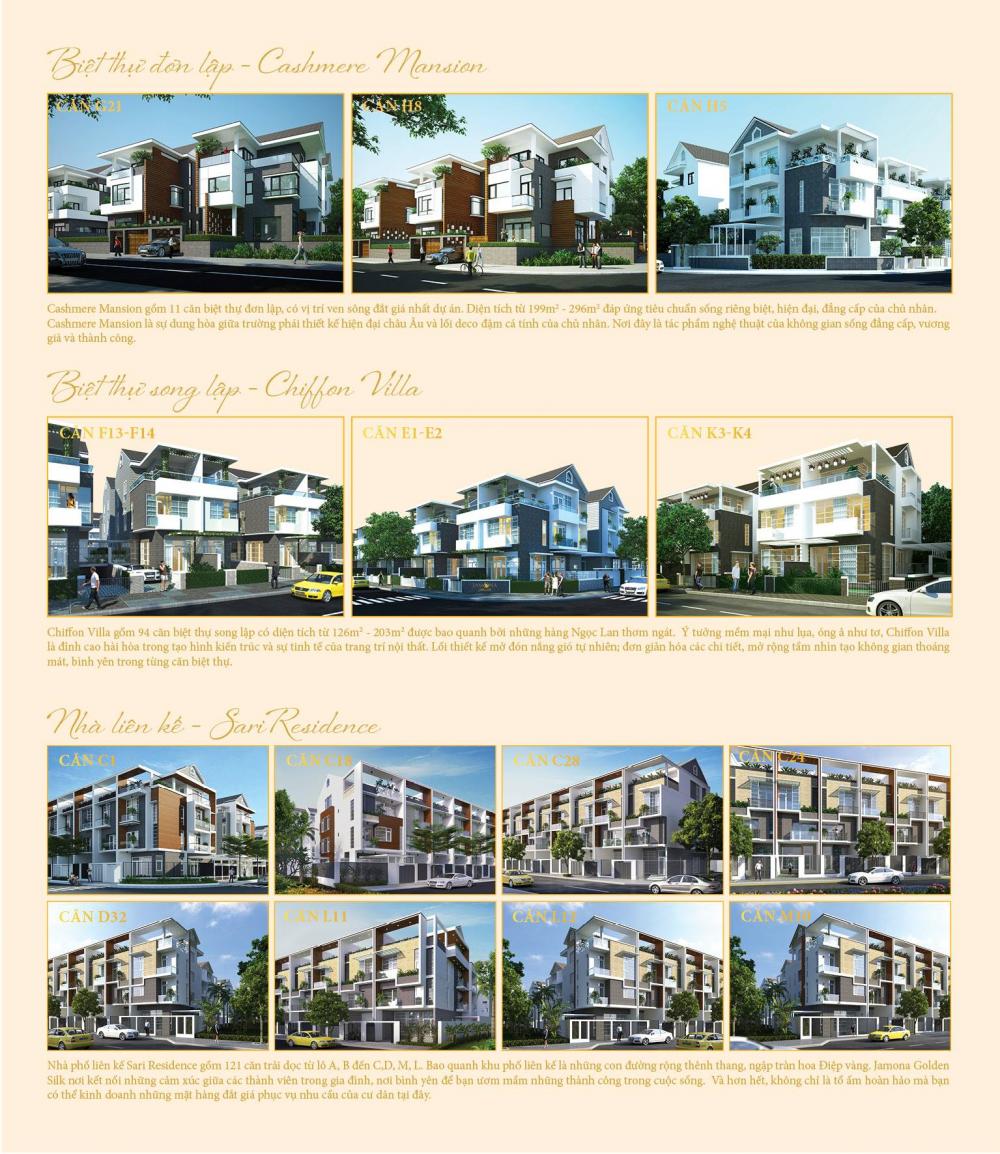 Biệt thự đơn lập - Cashmere Mansion
CĂN G21
CĂN H8
CĂN H5
Cashmere Mansion gồm 11 căn biệt thự đơn lập, có vị trí ven sông đắt giá nhất dự án. Diện tích từ 199m² - 296m² đáp ứng tiêu chuẩn sống riêng biệt, hiện đại, đẳng cấp của chủ nhân.
Cashmere Mansion là sự dung hòa giữa trường phái thiết kế hiện đại châu Âu và lối deco đậm cá tính của chủ nhân. Nơi đây là tác phẩm nghệ thuật của không gian sống đẳng cấp, vương
giả và thành công.
Biệt thự song lập - Chiffon Villa
CĂN F13-F14
CĂN E1-E2
CĂN K3-K4
Chiffon Villa gồm 94 căn biệt thự song lập có diện tích từ 126m² - 203m² được bao quanh bởi những hàng Ngọc Lan thơm ngát. Ý tưởng mềm mại như lụa, óng ả như tơ, Chiffon Villa
là đỉnh cao hài hòa trong tạo hình kiến trúc và sự tinh tế của trang trí nội thất. Lối thiết kế mở đón nắng gió tự nhiên; đơn giản hóa các chi tiết, mở rộng tầm nhìn tạo không gian thoáng
mát, bình yên trong từng căn biệt thự.
Nhà liên kế - Sari Residence
CĂN C1
CĂN C18
CĂN C28
CĂN C24
CĂN D32
CĂN L11
CĂN L12
CĂN M30
Nhà phố liên kế Sari Residence gồm 121 căn trải dọc từ lô A, B đến C,D, M, L. Bao quanh khu phố liên kế là những con đường rộng thênh thang, ngập tràn hoa Điệp vàng. Jamona Golden
Silk nơi kết nối những cảm xúc giữa các thành viên trong gia đình, nơi bình yên để bạn ươm mầm những thành công trong cuộc sống. Và hơn hết, không chỉ là tổ ấm hoàn hảo mà bạn
có thể kinh doanh những mặt hàng đắt giá phục vụ nhu cầu của cư dân tại đây.